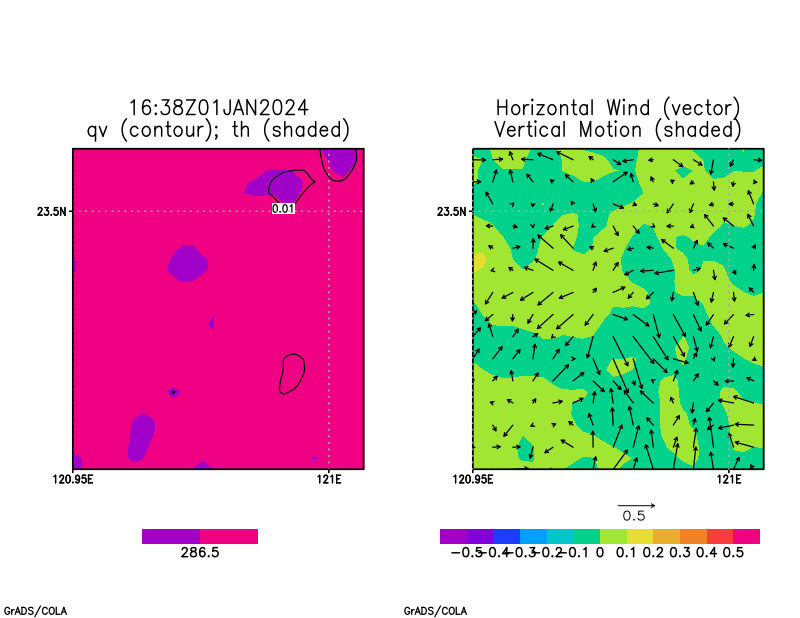 16:38Z01JAN2024
qv (contour); th (shaded)
0.01
23.5N
120.95E
121E
286.5
Horizontal Wind (vector)
Vertical Motion (shaded)
23.5N
120.95E
121E
0.5
-0.5 -0.4 -0.3 -0.2 -0.1 0 0.1 0.2 0.3 0.4 0.5
GrADS/COLA
GrADS/COLA